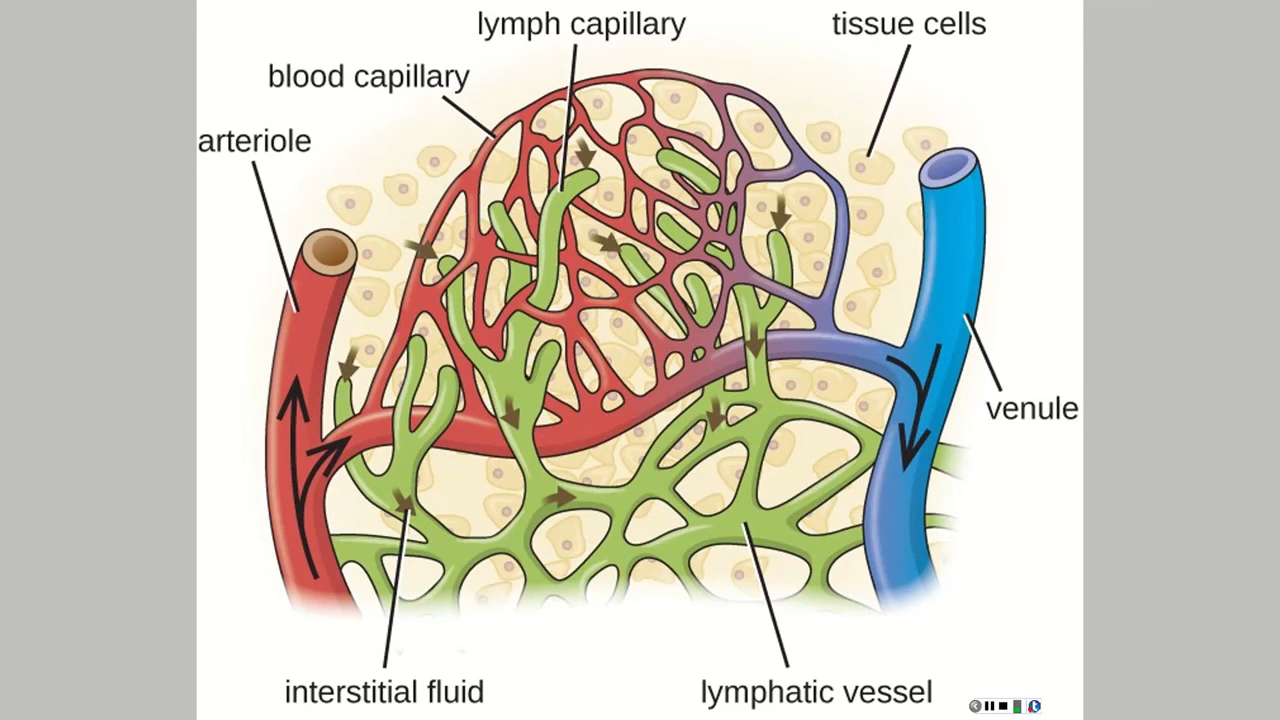 lymph capillary
tissue cells
blood capillary
arteriole
venule
interstitial fluid
lymphatic vessel